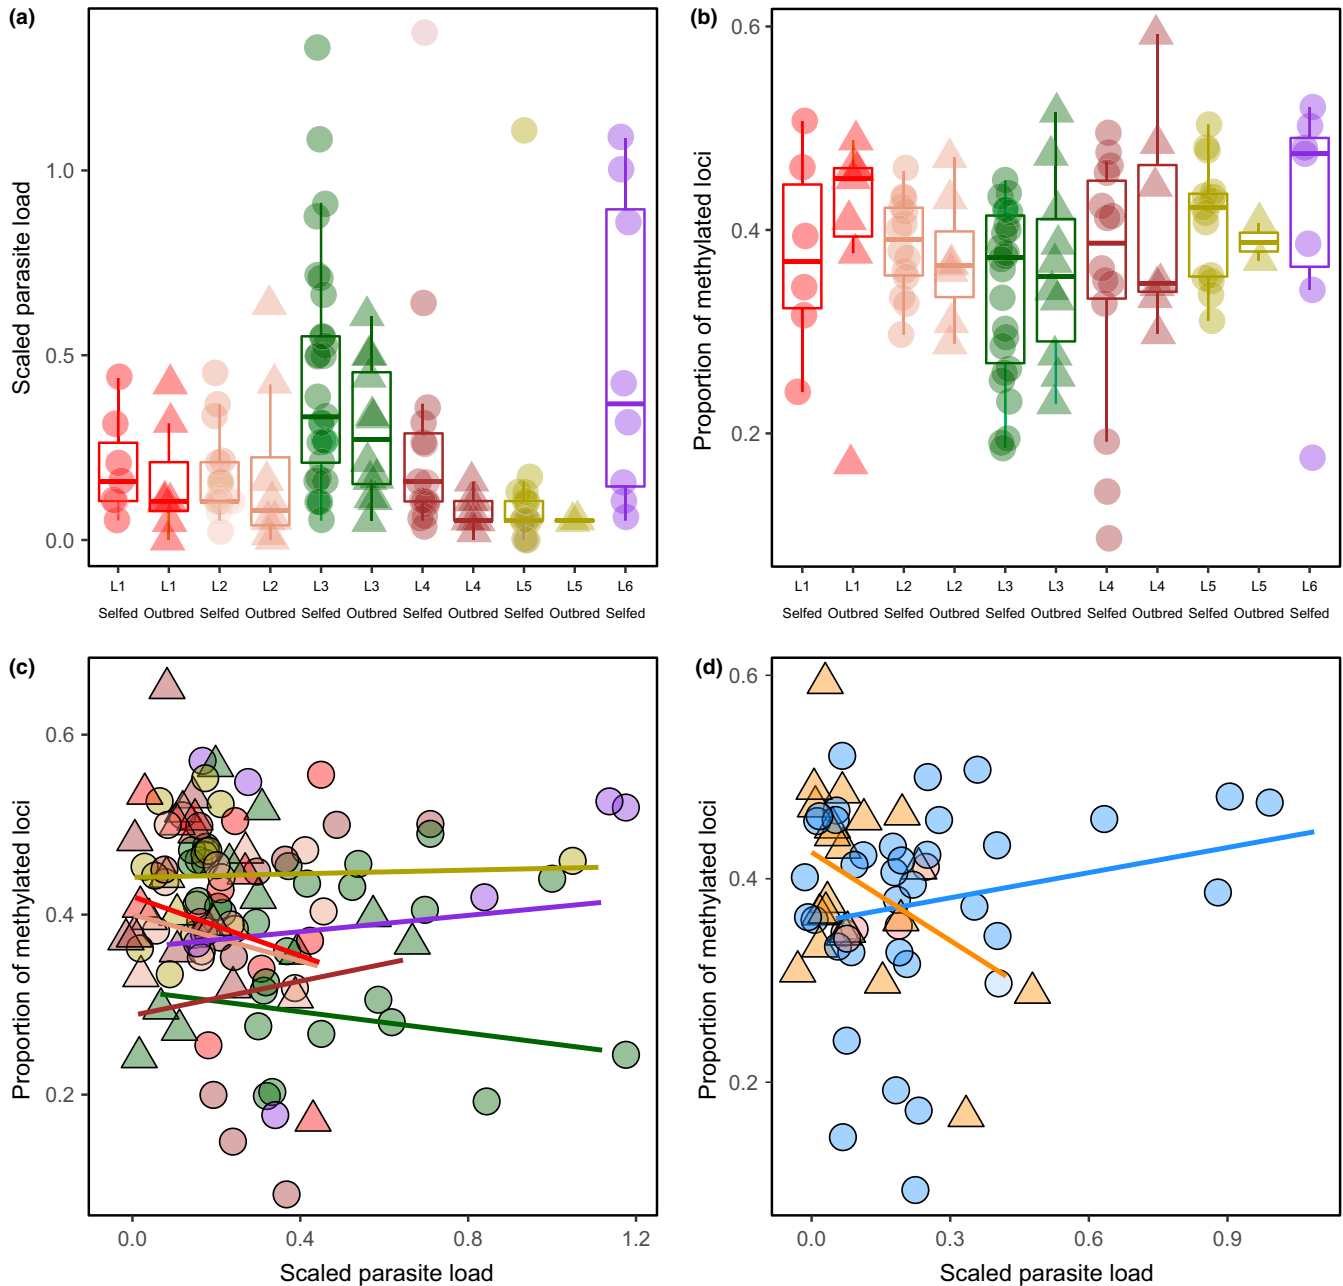 (a)
Scaled parasite load
1.0
0.5
0.0
L1 L1 L2 L2 L3 L3 L4 L4 L5 L5 L6
Selfed Outbred Selfed Outbred Selfed Outbred Selfed Outbred Selfed Outbred Selfed
(b)
Proportion of methylated loci
0.6
0.4
0.2
L1 L1 L2 L2 L3 L3 L4 L4 L5 L5 L6
Selfed Outbred Selfed Outbred Selfed Outbred Selfed Outbred Selfed Outbred Selfed
(c)
Proportion of methylated loci
0.6
0.4
0.2
0.0 0.4 0.8 1.2
Scaled parasite load
(d)
Proportion of methylated loci
0.6
0.4
0.2
0.0 0.3 0.6 0.9
Scaled parasite load